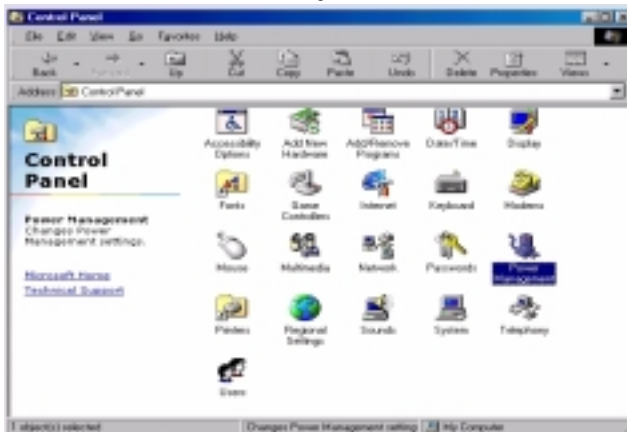 Control Panel
File Edit View Go Favorites Help
Back Forward Up Cut Copy Paste Undo Delete Properties Views
Address Control Panel
Control
Panel
Power Management
Changes Power
Management settings.
Microsoft Home
Technical Support
Accessibility
Options
Add New
Hardware
Add/Remove
Programs
Date/Time
Display
Fonts
Game
Controllers
Internet
Keyboard
Modems
Mouse
Multimedia
Network
Passwords
Power
Management
Printers
Regional
Settings
Sounds
System
Telephony
Users
1 object(s) selected
Changes Power Management setting
My Computer